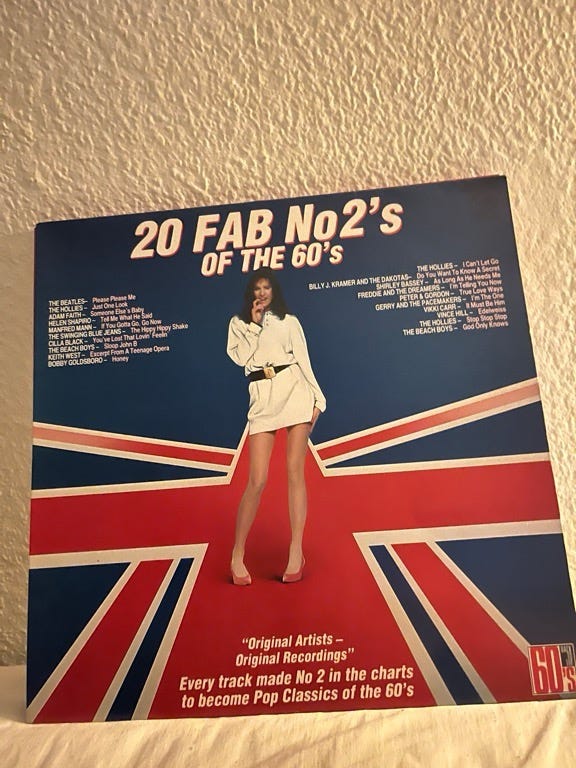 20 FAB No2's
OF THE 60's
THE BEATLES– Please Please Me
THE HOLLIES– Just One Look
ADAM FAITH– Someone Else's Baby
HELEN SHAPIRO– Tell Me What He Said
MANFRED MANN– If You Gotta Go, Go Now
THE SWINGING BLUE JEANS– The Hippy Hippy Shake
CILLA BLACK– You've Lost That Lovin' Feelin'
THE BEACH BOYS– Sloop John B
KEITH WEST– Excerpt From A Teenage Opera
BOBBY GOLDSBORO– Honey
THE HOLLIES– I Can't Let Go
BILLY J. KRAMER AND THE DAKOTAS– Do You Want To Know A Secret
SHIRLEY BASSEY– As Long As He Needs Me
FREDDIE AND THE DREAMERS– I'm Telling You Now
PETER & GORDON– True Love Ways
GERRY AND THE PACEMAKERS– I'm The One
VIKKI CARR– It Must Be Him
VINCE HILL– Edelweiss
THE HOLLIES– Stop Stop Stop
THE BEACH BOYS– God Only Knows
"Original Artists –
Original Recordings"
Every track made No 2 in the charts
to become Pop Classics of the 60's
60's